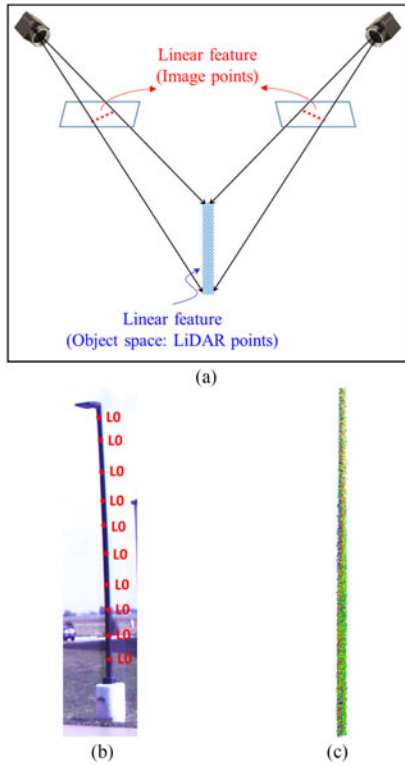 Linear feature
(Image points)
Linear feature
(Object space: LiDAR points)
(a)
L0
L0
L0
L0
L0
L0
L0
L0
L0
L0
(b)
(c)